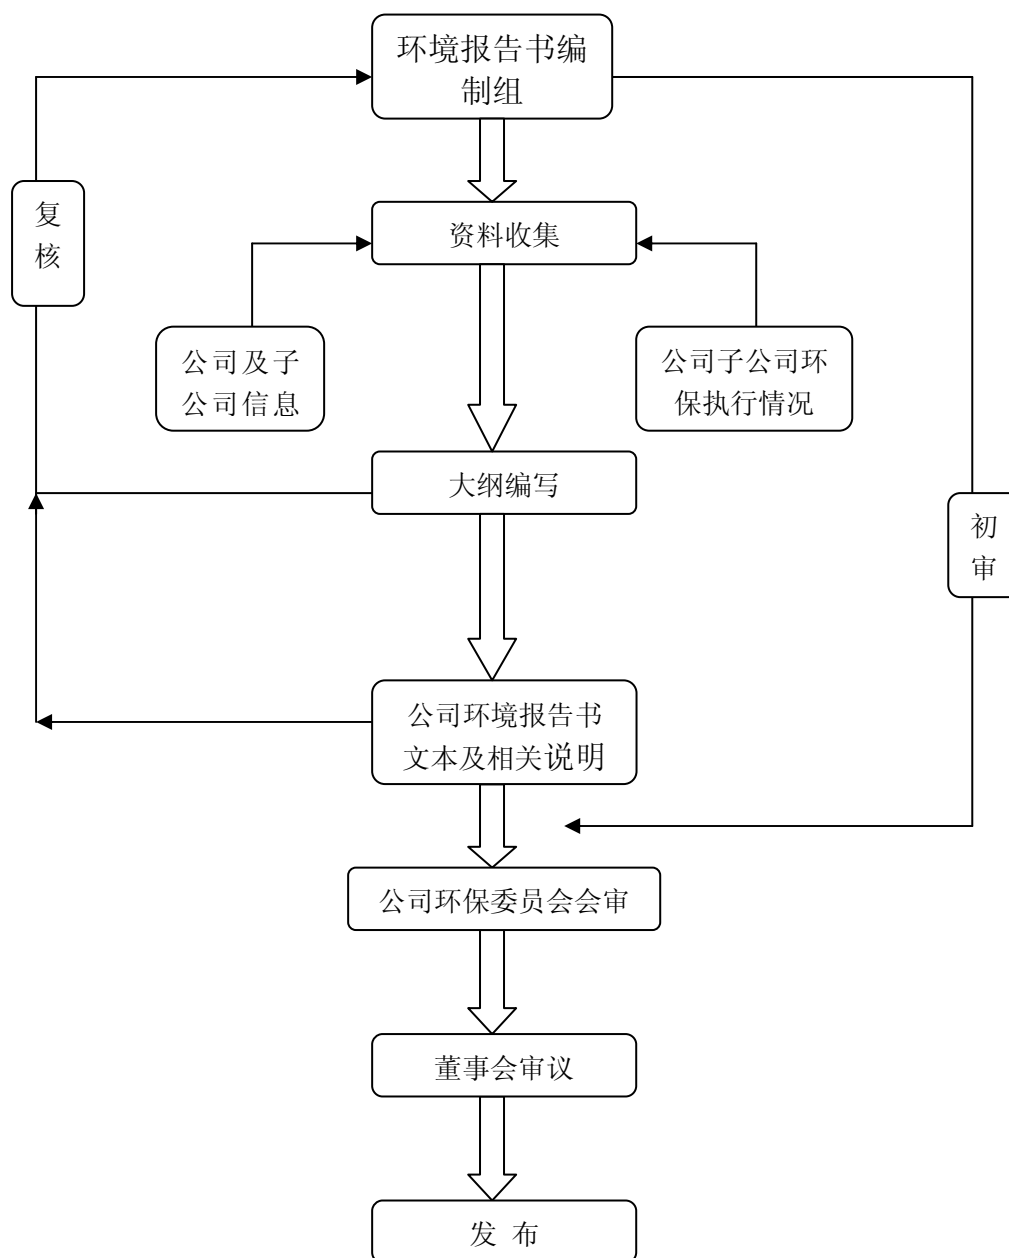 环境报告书编
制组
复
核
资料收集
公司及子
公司信息
公司子公司环
保执行情况
大纲编写
初
审
公司环境报告书
文本及相关说明
公司环保委员会会审
董事会审议
发 布